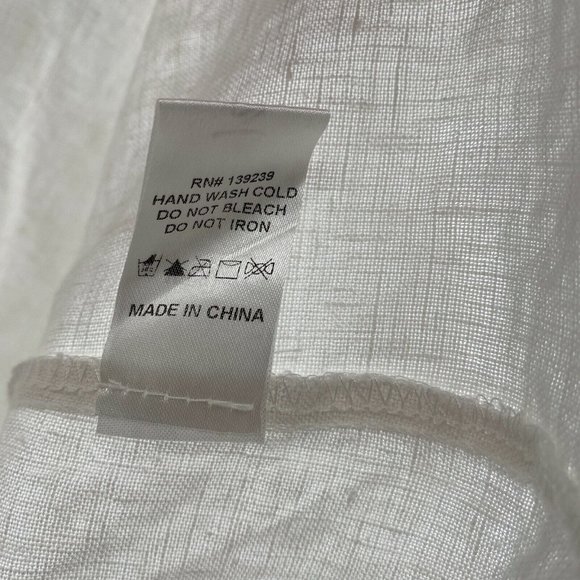 RN# 139239
HAND WASH COLD
DO NOT BLEACH
DO NOT IRON
MADE IN CHINA